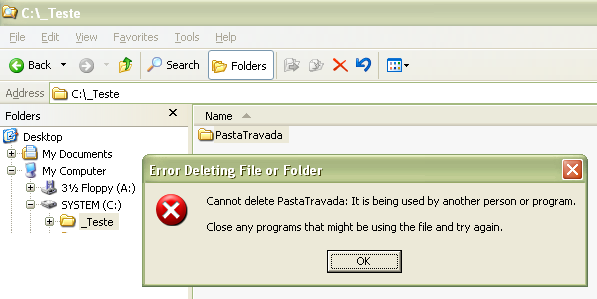 C:\_Teste
File Edit View Favorites Tools Help
Back Search Folders
Address C:\_Teste
Folders Name
Desktop
My Documents
My Computer
3½ Floppy (A:)
SYSTEM (C:)
_Teste
PastaTravada
Error Deleting File or Folder
Cannot delete PastaTravada: It is being used by another person or program.
Close any programs that might be using the file and try again.
OK